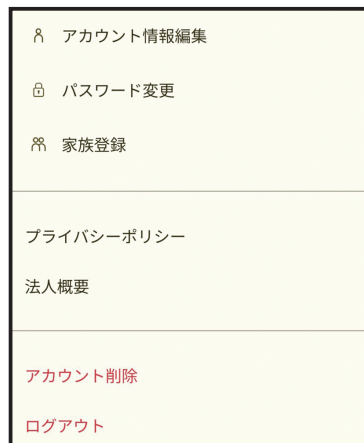 アカウント情報編集
パスワード変更
家族登録
プライバシーポリシー
法人概要
アカウント削除
ログアウト